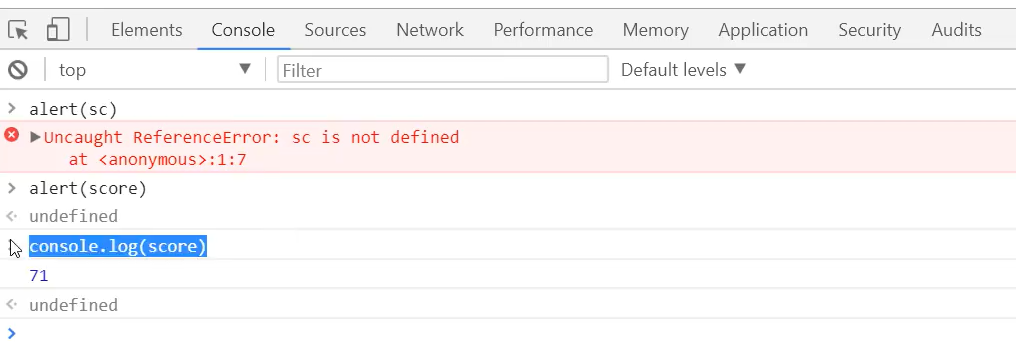 Elements Console Sources Network Performance Memory Application Security Audits
top Filter Default levels
alert(sc)
Uncaught ReferenceError: sc is not defined
at <anonymous>:1:7
alert(score)
undefined
console.log(score)
71
undefined